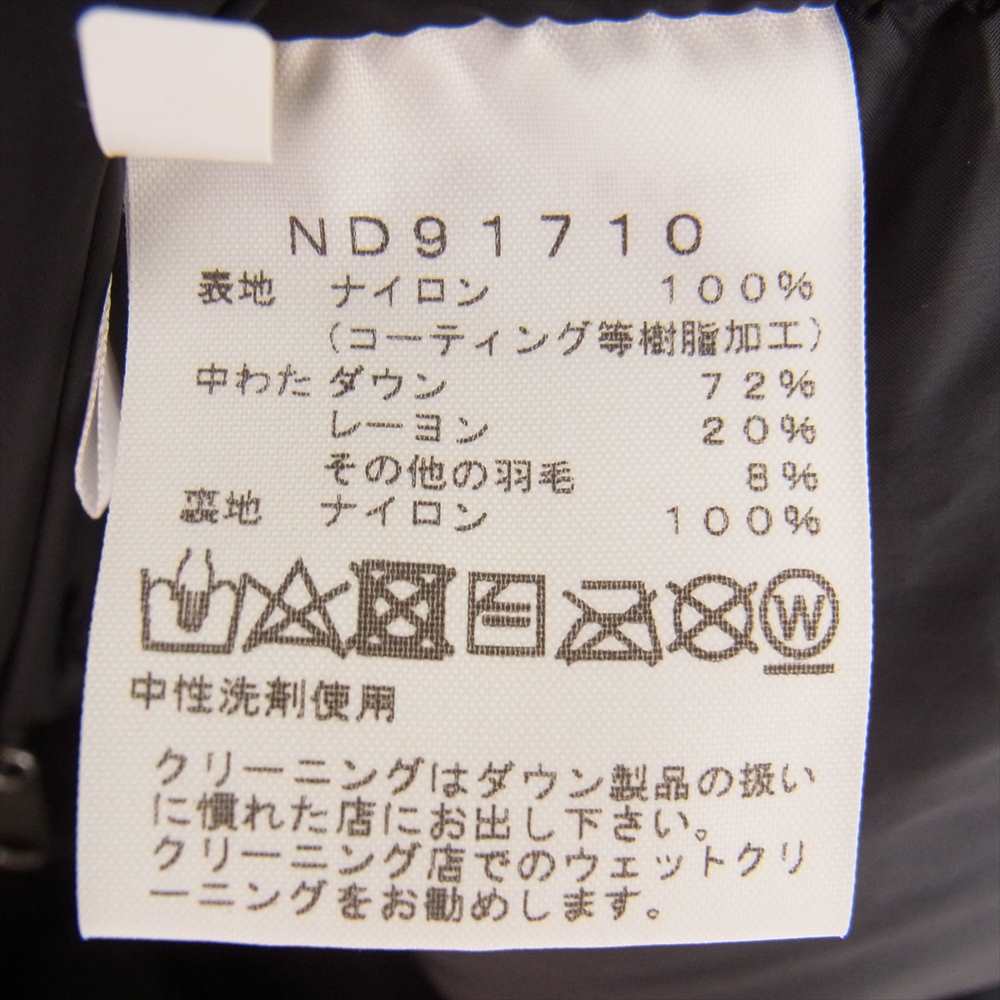 ND91710
表地 ナイロン 100%
(コーティング等樹脂加工)
中わた ダウン 72%
レーヨン 20%
その他の羽毛 8%
裏地 ナイロン 100%
W
中性洗剤使用
クリーニングはダウン製品の扱い
に慣れた店にお出し下さい。
クリーニング店でのウェットクリ
ーニングをお勧めします。